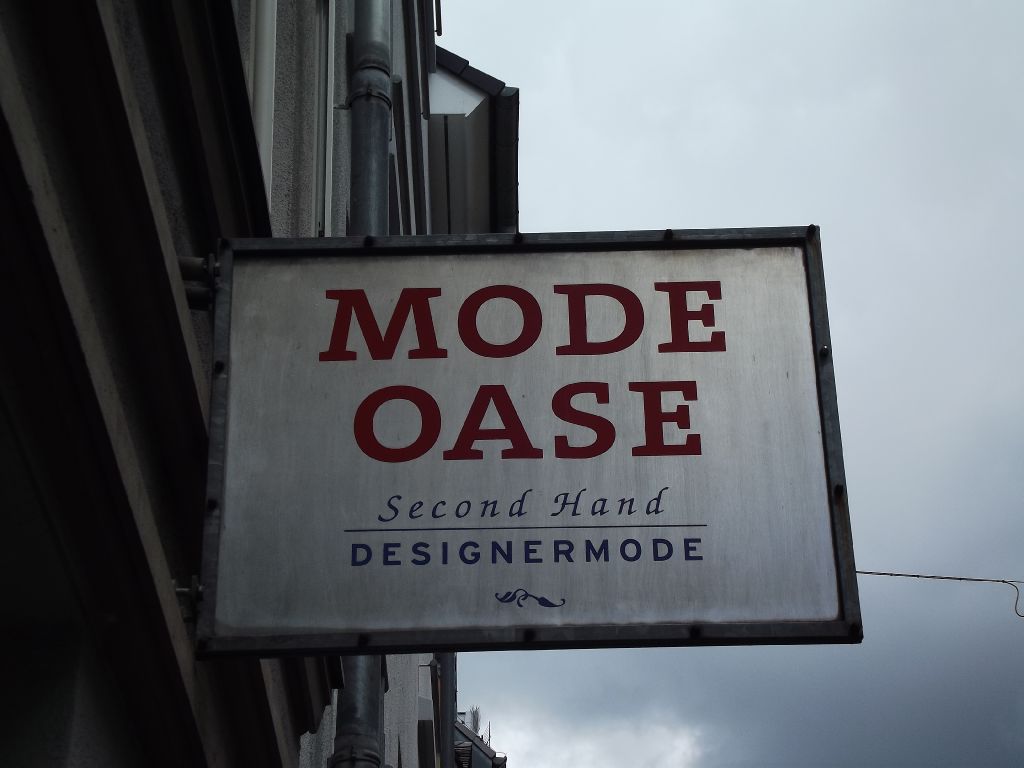 MODE
OASE
Second Hand
DESIGNERMODE